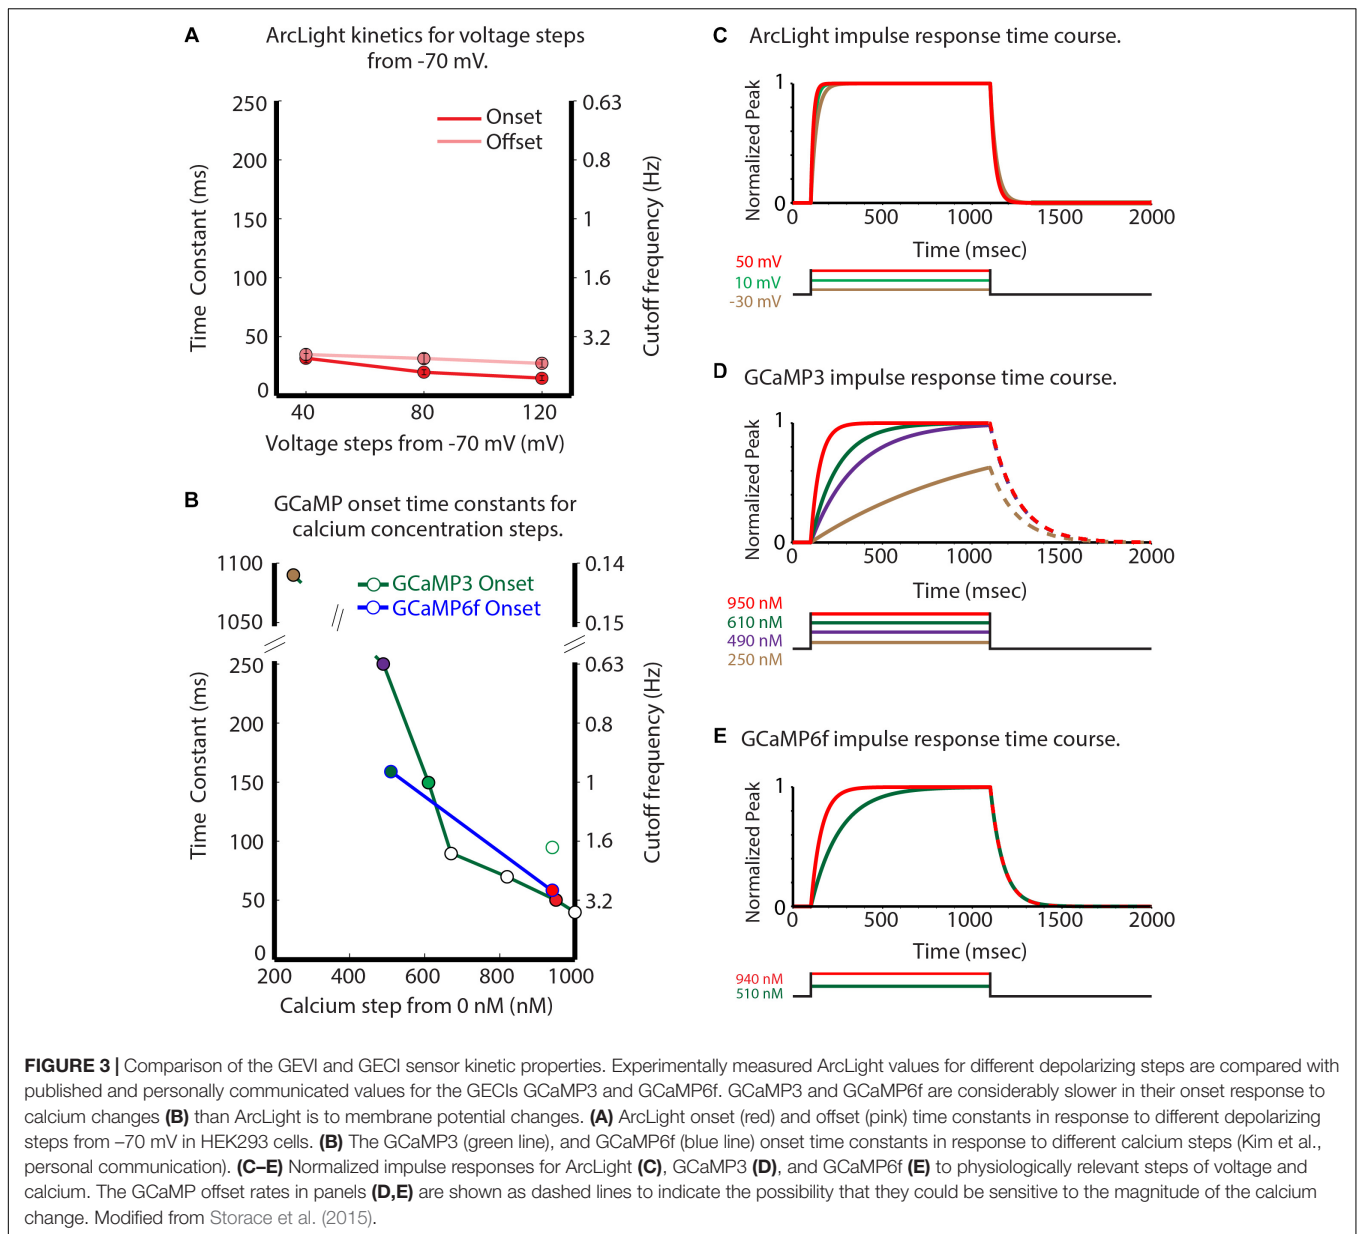 A
ArcLight kinetics for voltage steps
from -70 mV.
250
200
150
100
50
0
Time Constant (ms)
0.63
0.8
1
1.6
3.2
Cutoff frequency (Hz)
Onset
Offset
40
80
120
Voltage steps from -70 mV (mV)
B
GCaMP onset time constants for
calcium concentration steps.
1100
1050
250
200
150
100
50
0
Time Constant (ms)
0.14
0.15
0.63
0.8
1
1.6
3.2
Cutoff frequency (Hz)
GCaMP3 Onset
GCaMP6f Onset
200
400
600
800
1000
Calcium step from 0 nM (nM)
C
ArcLight impulse response time course.
1
0
Normalized Peak
0
500
1000
1500
2000
Time (msec)
50 mV
10 mV
-30 mV
D
GCaMP3 impulse response time course.
1
0
Normalized Peak
0
500
1000
1500
2000
Time (msec)
950 nM
610 nM
490 nM
250 nM
E
GCaMP6f impulse response time course.
1
0
Normalized Peak
0
500
1000
1500
2000
Time (msec)
940 nM
510 nM
FIGURE 3 | Comparison of the GEVI and GECI sensor kinetic properties. Experimentally measured ArcLight values for different depolarizing steps are compared with
published and personally communicated values for the GECIs GCaMP3 and GCaMP6f. GCaMP3 and GCaMP6f are considerably slower in their onset response to
calcium changes (B) than ArcLight is to membrane potential changes. (A) ArcLight onset (red) and offset (pink) time constants in response to different depolarizing
steps from –70 mV in HEK293 cells. (B) The GCaMP3 (green line), and GCaMP6f (blue line) onset time constants in response to different calcium steps (Kim et al.,
personal communication). (C–E) Normalized impulse responses for ArcLight (C), GCaMP3 (D), and GCaMP6f (E) to physiologically relevant steps of voltage and
calcium. The GCaMP offset rates in panels (D,E) are shown as dashed lines to indicate the possibility that they could be sensitive to the magnitude of the calcium
change. Modified from Storace et al. (2015).